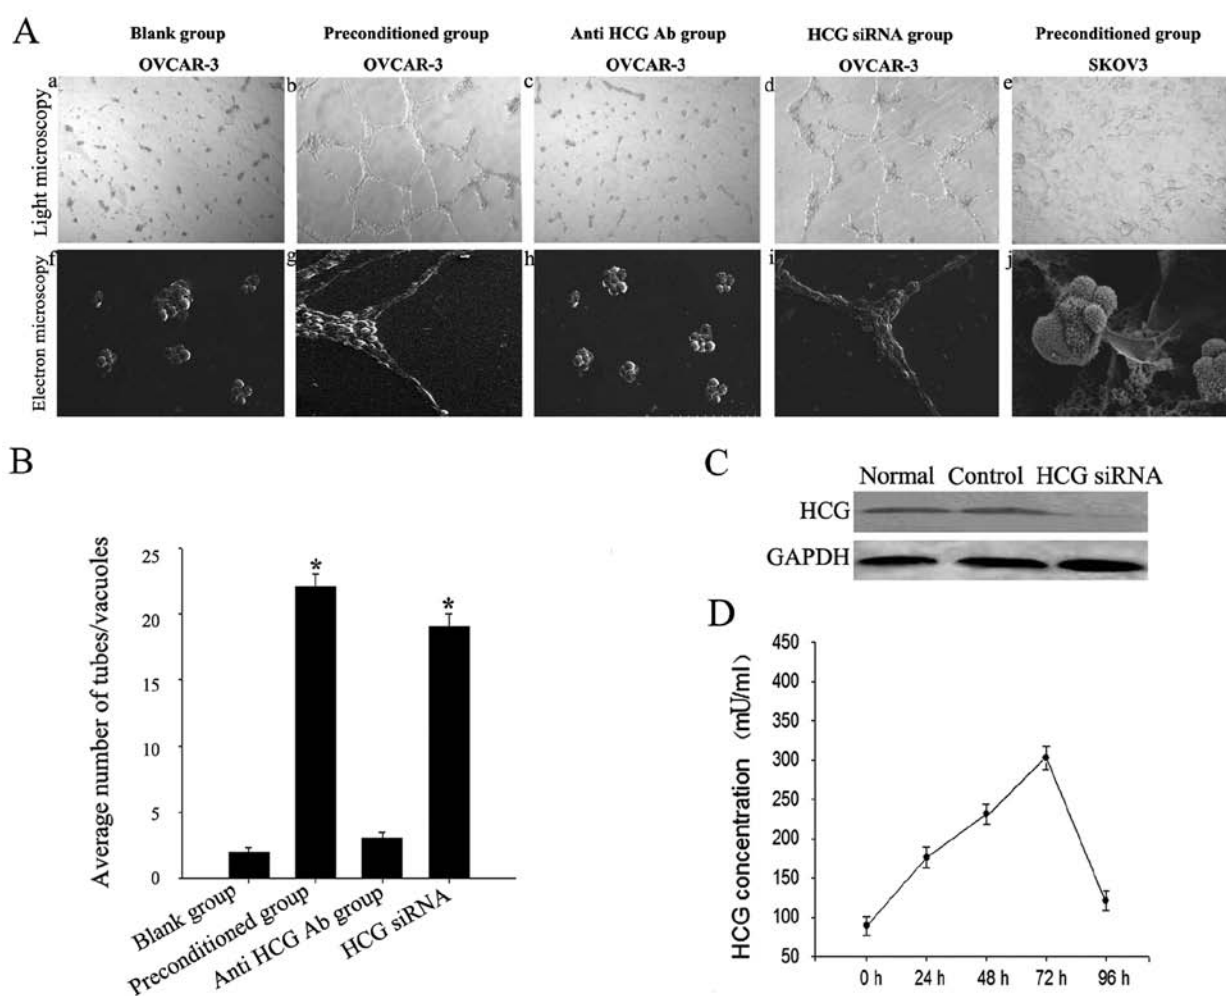 A
Blank group
OVCAR-3
Preconditioned group
OVCAR-3
Anti HCG Ab group
OVCAR-3
HCG siRNA group
OVCAR-3
Preconditioned group
SKOV3
Light microscopy
a
b
c
d
e
Electron microscopy
f
g
h
i
j
B
Average number of tubes/vacuoles
25
20
15
10
5
0
*
*
Blank group
Preconditioned group
Anti HCG Ab group
HCG siRNA
C
Normal Control HCG siRNA
HCG
GAPDH
D
HCG concentration (mU/ml)
450
400
350
300
250
200
150
100
50
0 h 24 h 48 h 72 h 96 h